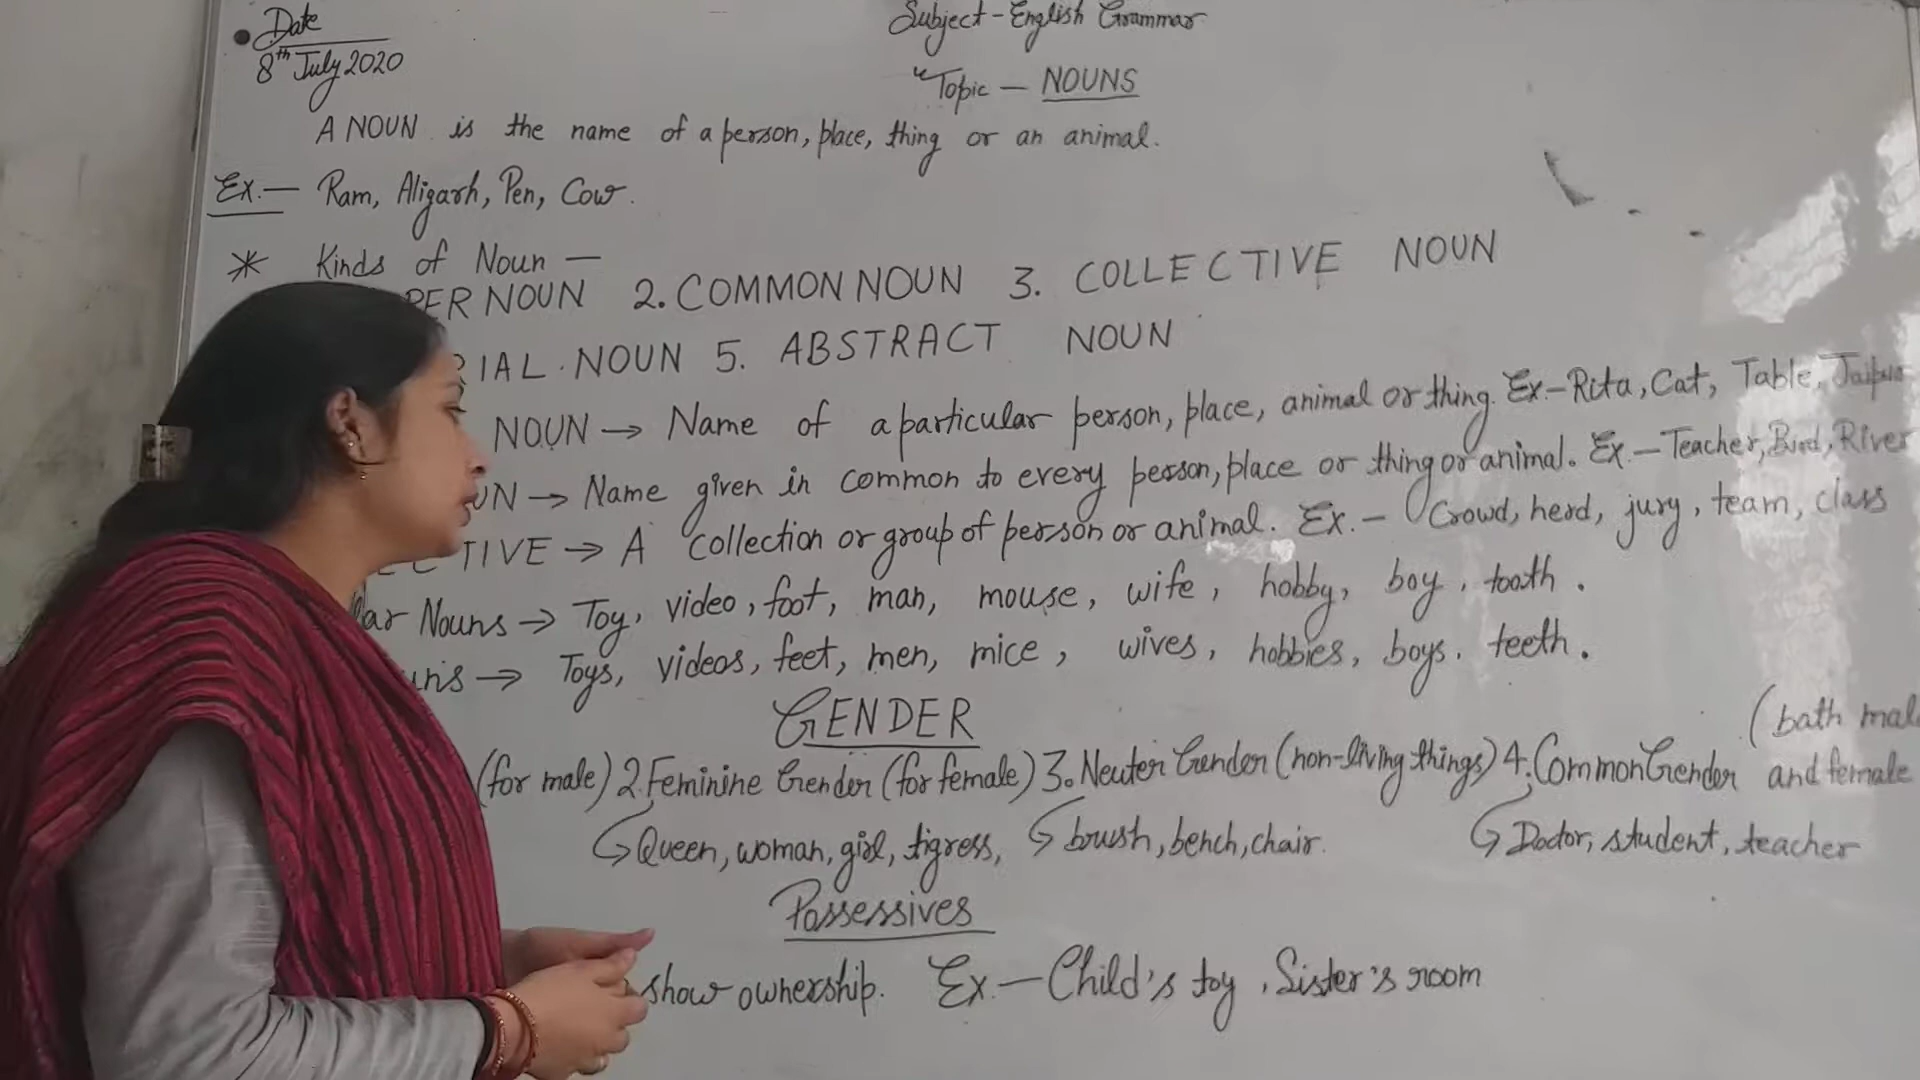 Date
8th July 2020
Subject - English Grammar
Topic — NOUNS
A NOUN is the name of a person, place, thing or an animal.
Ex.— Ram, Aligarh, Pen, Cow.
* Kinds of Noun —
PER NOUN 2. COMMON NOUN 3. COLLECTIVE NOUN
RIAL NOUN 5. ABSTRACT NOUN
NOUN → Name of a particular person, place, animal or thing. Ex-Rita, Cat, Table, Jaipur
UN → Name given in common to every person, place or thing or animal. Ex.—Teacher, Bird, River
CTIVE → A collection or group of person or animal. Ex.— Crowd, herd, jury, team, class
lar Nouns → Toy, video, foot, man, mouse, wife, hobby, boy, tooth.
uns → Toys, videos, feet, men, mice, wives, hobbies, boys. teeth.
GENDER
(for male) 2. Feminine Gender (for female) 3. Neuter Gender (non-living things) 4. Common Gender (both male and female
Queen, woman, girl, tigress, brush, bench, chair. Doctor, student, teacher
Possessives
show ownership. Ex.— Child's toy, Sister's room